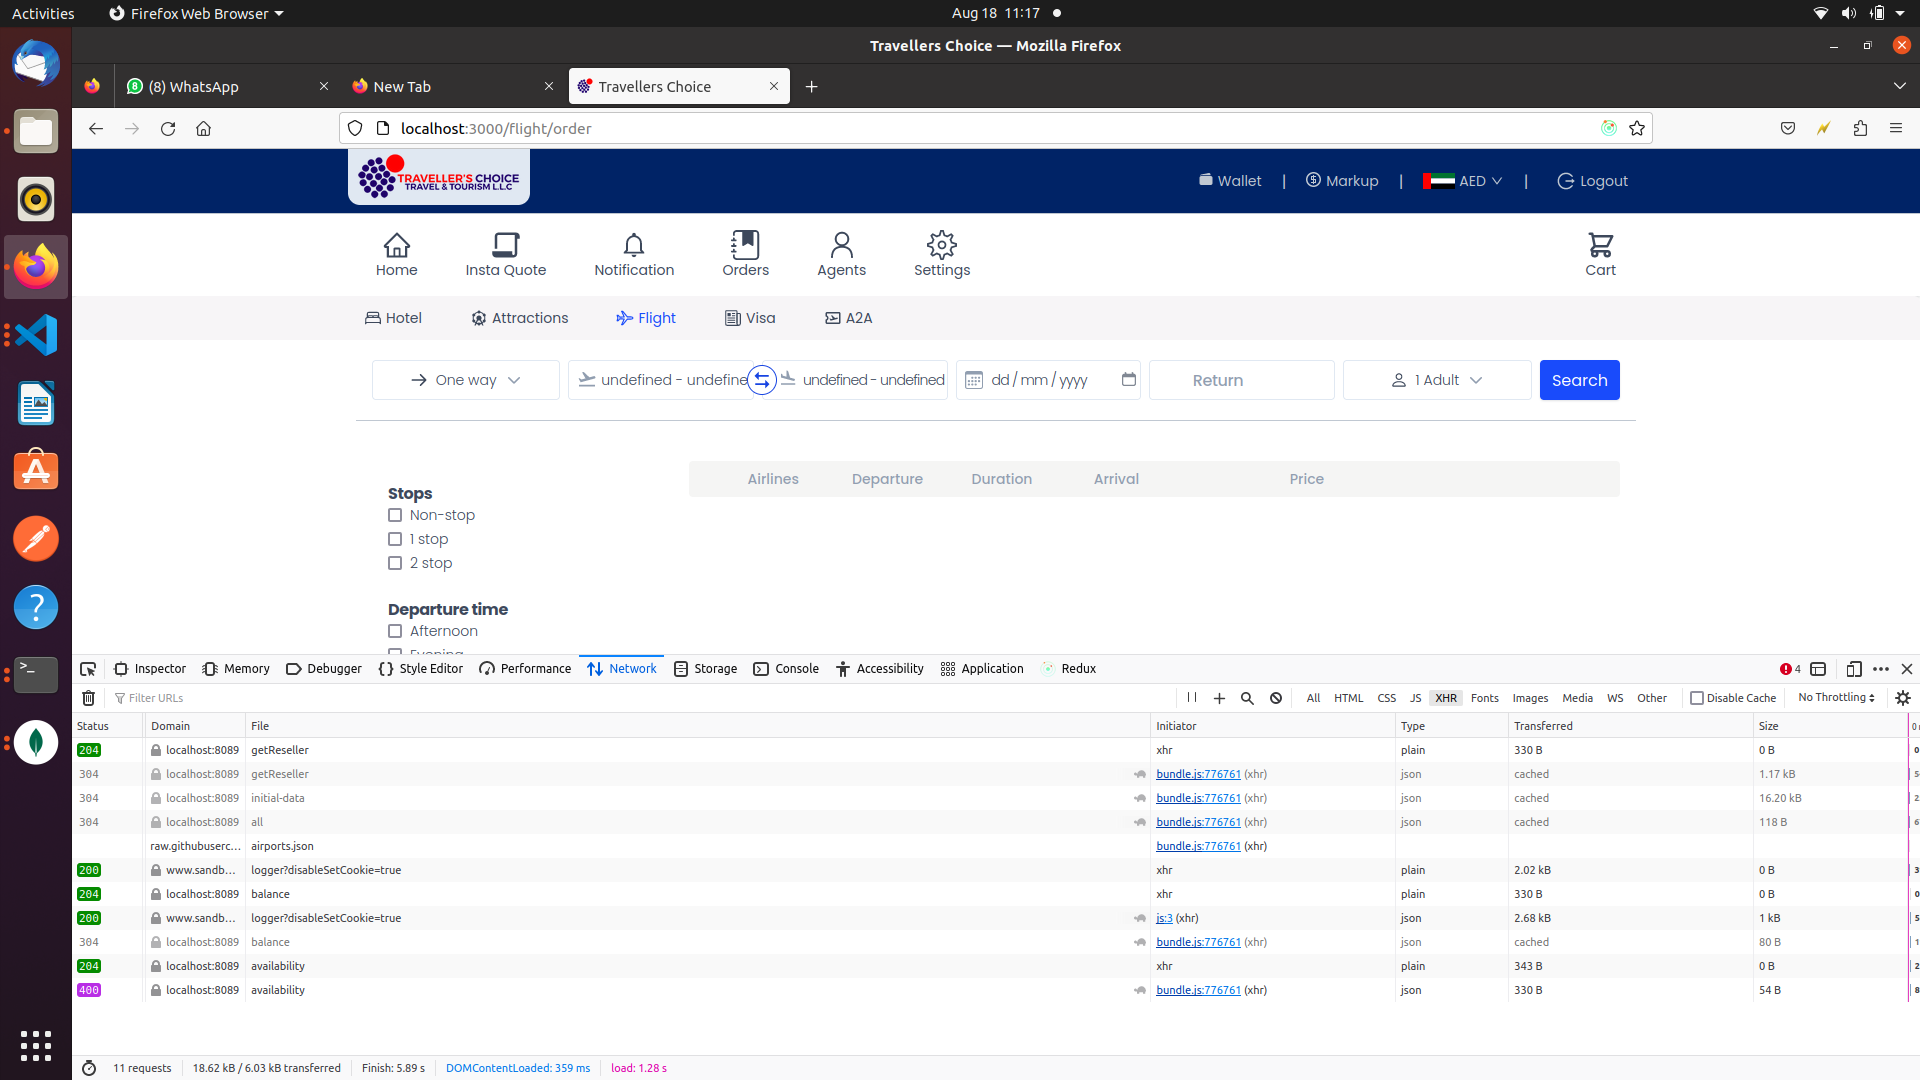 Activities
Firefox Web Browser
Aug 18 11:17
Travellers Choice — Mozilla Firefox
(8) WhatsApp
New Tab
Travellers Choice
localhost:3000/flight/order
TRAVELLER'S CHOICE
TRAVEL & TOURISM L.L.C
Wallet | Markup | AED | Logout
Home
Insta Quote
Notification
Orders
Agents
Settings
Cart
Hotel
Attractions
Flight
Visa
A2A
One way
undefined - undefine
undefined - undefined
dd / mm / yyyy
Return
1 Adult
Search
Airlines Departure Duration Arrival Price
Stops
Non-stop
1 stop
2 stop
Departure time
Afternoon
Evening
Inspector Memory Debugger Style Editor Performance Network Storage Console Accessibility Application Redux 4
Filter URLs
All HTML CSS JS XHR Fonts Images Media WS Other Disable Cache No Throttling
Status Domain File Initiator Type Transferred Size
204 localhost:8089 getReseller xhr plain 330 B 0 B
304 localhost:8089 getReseller bundle.js:776761 (xhr) json cached 1.17 kB
304 localhost:8089 initial-data bundle.js:776761 (xhr) json cached 16.20 kB
304 localhost:8089 all bundle.js:776761 (xhr) json cached 118 B
raw.githubuserc... airports.json bundle.js:776761 (xhr)
200 www.sandb... logger?disableSetCookie=true xhr plain 2.02 kB 0 B
204 localhost:8089 balance xhr plain 330 B 0 B
200 www.sandb... logger?disableSetCookie=true js:3 (xhr) json 2.68 kB 1 kB
304 localhost:8089 balance bundle.js:776761 (xhr) json cached 80 B
204 localhost:8089 availability xhr plain 343 B 0 B
400 localhost:8089 availability bundle.js:776761 (xhr) json 330 B 54 B
11 requests 18.62 kB / 6.03 kB transferred Finish: 5.89 s DOMContentLoaded: 359 ms load: 1.28 s